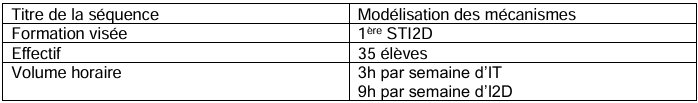 Titre de la séquence Modélisation des mécanismes
Formation visée 1ère STI2D
Effectif 35 élèves
Volume horaire 3h par semaine d'IT
9h par semaine d'I2D